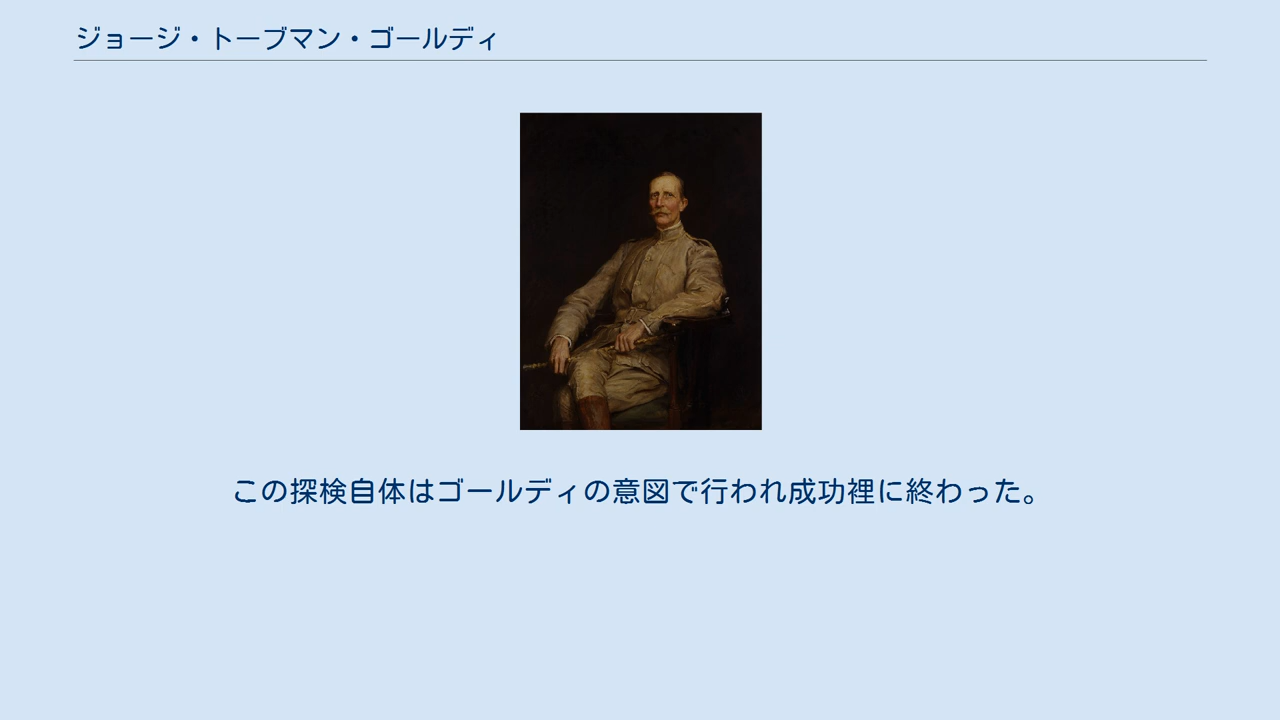 ジョージ・トーブマン・ゴールディ
この探検自体はゴールディの意図で行われ成功裡に終わった。